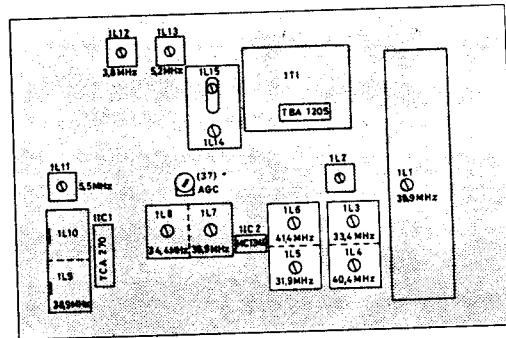 1L12
3,8MHz
1L13
5,2MHz
1L15
1L14
1T1
TBA 120S
1L1
38,9MHz
1L11
5,5MHz
(37) *
AGC
1L2
1L10
1L9
38,9MHz
1IC1
TCA 270
1L8
34,4MHz
1L7
38,9MHz
1IC2
1L6
41,4MHz
1L5
31,9MHz
1L3
33,4MHz
1L4
40,4MHz